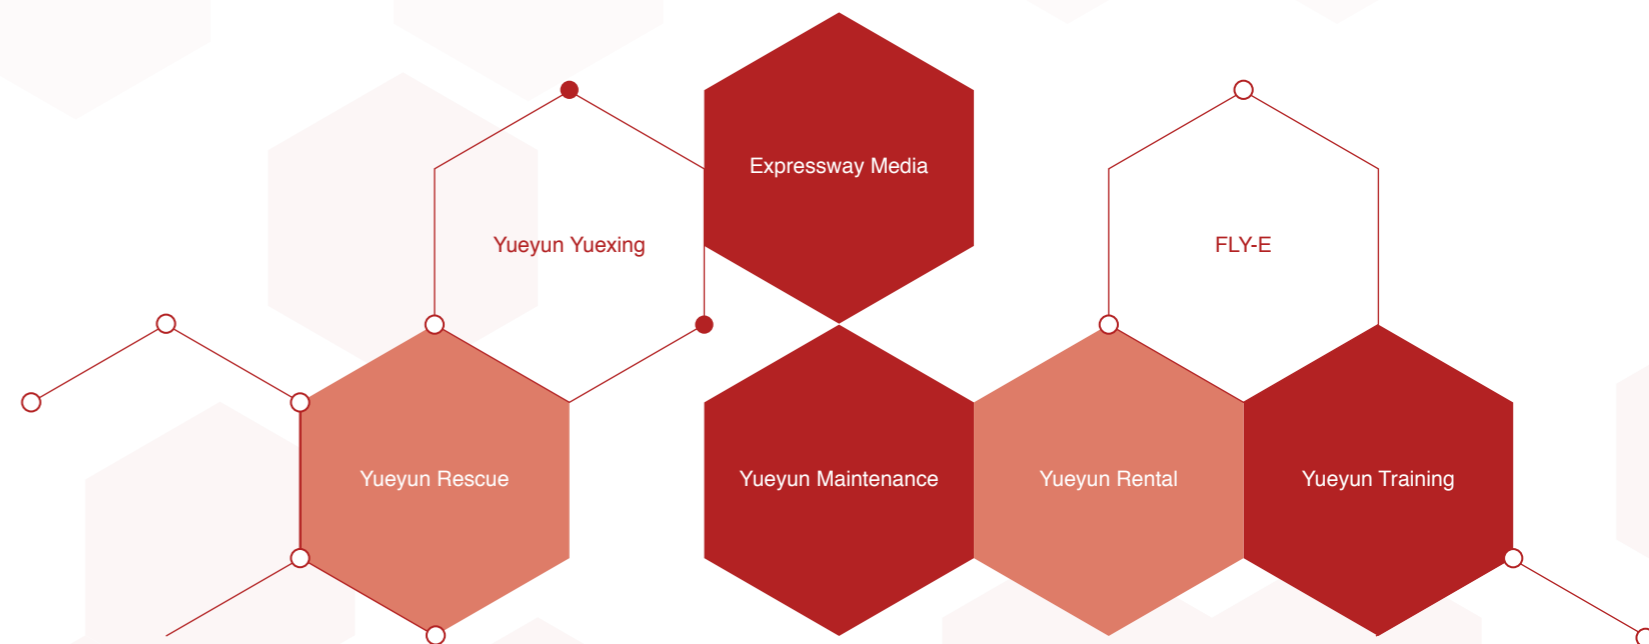 Expressway Media
Yueyun Yuexing
FLY-E
Yueyun Rescue
Yueyun Maintenance
Yueyun Rental
Yueyun Training